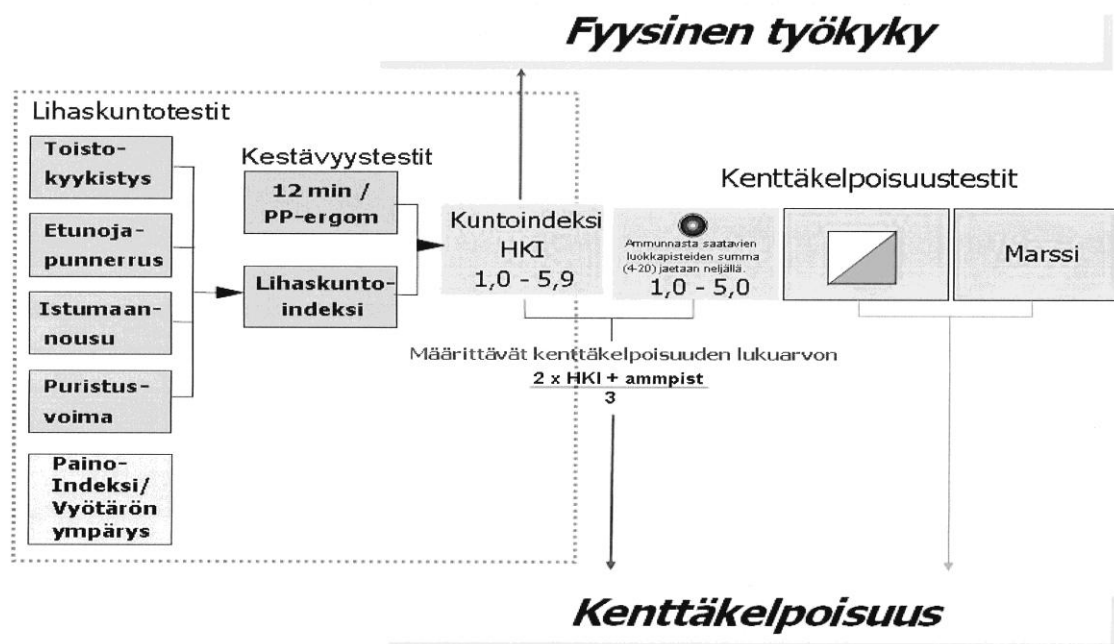 Fyysinen työkyky
Lihaskuntotestit
Toisto-
kyykistys
Etunoja-
punnerrus
Istumaan-
nousu
Puristus-
voima
Paino-
Indeksi/
Vyötärön
ympärys
Kestävyystestit
12 min /
PP-ergom
Lihaskunto-
indeksi
Kuntoindeksi
HKI
1,0 - 5,9
Kenttäkelpoisuustestit
Ammunnasta saatavien
luokkapisteiden summa
(4-20) jaetaan neljällä.
1,0 - 5,0
Marssi
Määrittävät kenttäkelpoisuuden lukuarvon
2 x HKI + ammpist
3
Kenttäkelpoisuus